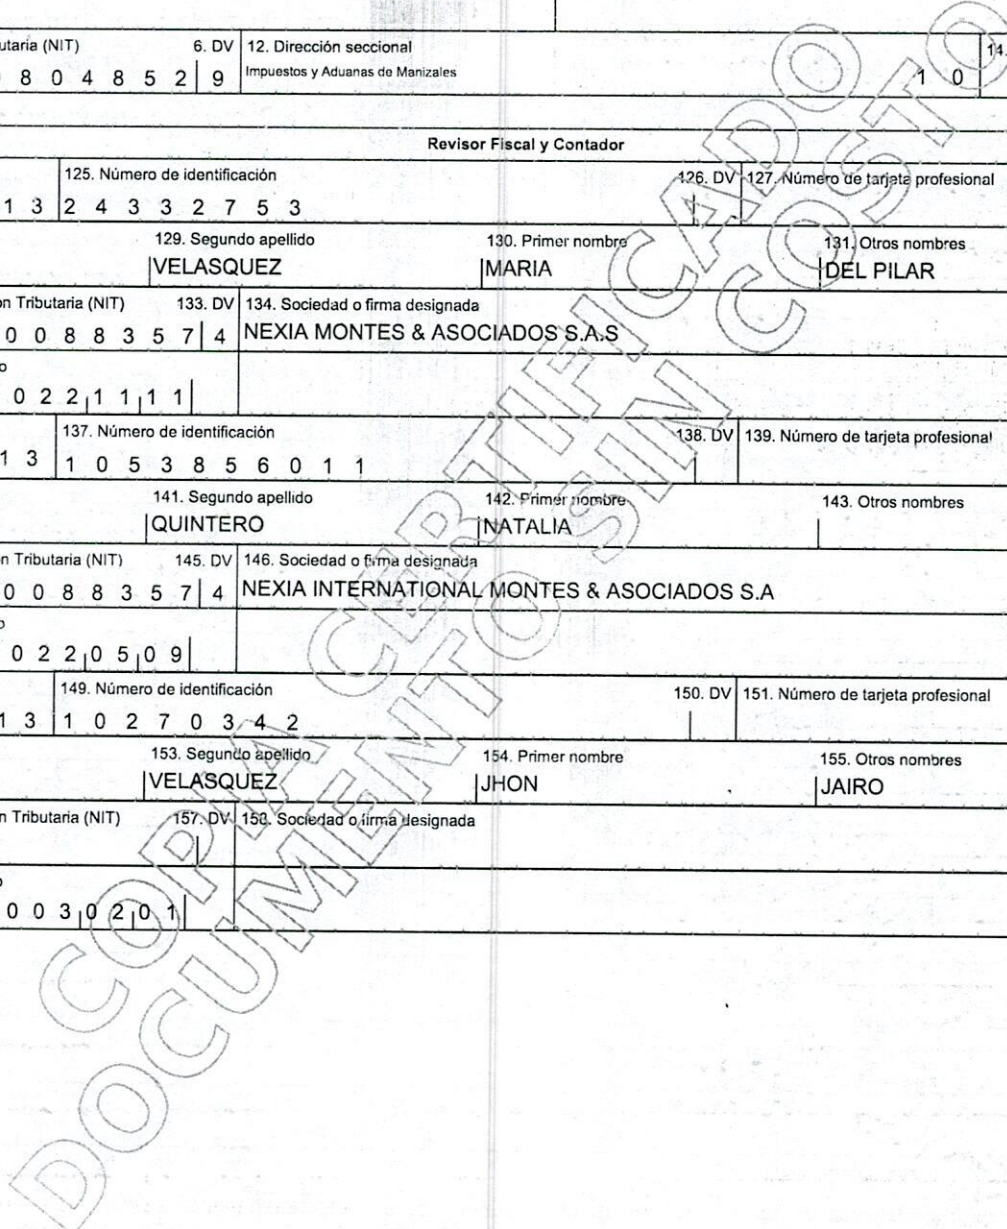 utaria (NIT) 6. DV 12. Dirección seccional 14.
8 0 4 8 5 2 9 Impuestos y Aduanas de Manizales 1 0
Revisor Fiscal y Contador
125. Número de identificación 126. DV 127. Número de tarjeta profesional
1 3 2 4 3 3 2 7 5 3
129. Segundo apellido 130. Primer nombre 131. Otros nombres
VELASQUEZ MARIA DEL PILAR
on Tributaria (NIT) 133. DV 134. Sociedad o firma designada
0 0 8 8 3 5 7 4 NEXIA MONTES & ASOCIADOS S.A.S
o
0 2 2 1 1 1 1
137. Número de identificación 138. DV 139. Número de tarjeta profesional
1 3 1 0 5 3 8 5 6 0 1 1
141. Segundo apellido 142. Primer nombre 143. Otros nombres
QUINTERO NATALIA
n Tributaria (NIT) 145. DV 146. Sociedad o firma designada
0 0 8 8 3 5 7 4 NEXIA INTERNATIONAL MONTES & ASOCIADOS S.A
o
0 2 2 0 5 0 9
149. Número de identificación 150. DV 151. Número de tarjeta profesional
1 3 1 0 2 7 0 3 4 2
153. Segundo apellido 154. Primer nombre 155. Otros nombres
VELASQUEZ JHON JAIRO
n Tributaria (NIT) 157. DV 158. Sociedad o firma designada
o
0 0 3 0 2 0 1
COPIA CERTIFICADO
DOCUMENTO SIN COSTO